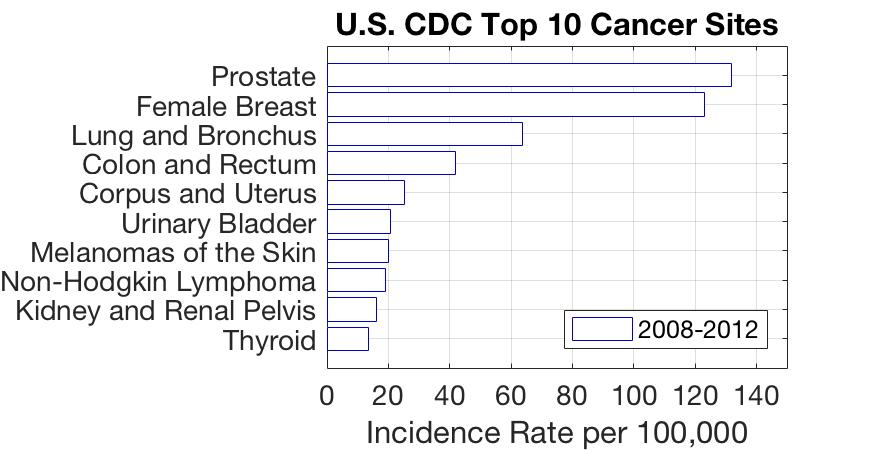 U.S. CDC Top 10 Cancer Sites
Prostate
Female Breast
Lung and Bronchus
Colon and Rectum
Corpus and Uterus
Urinary Bladder
Melanomas of the Skin
Non-Hodgkin Lymphoma
Kidney and Renal Pelvis
Thyroid
2008-2012
0 20 40 60 80 100 120 140
Incidence Rate per 100,000